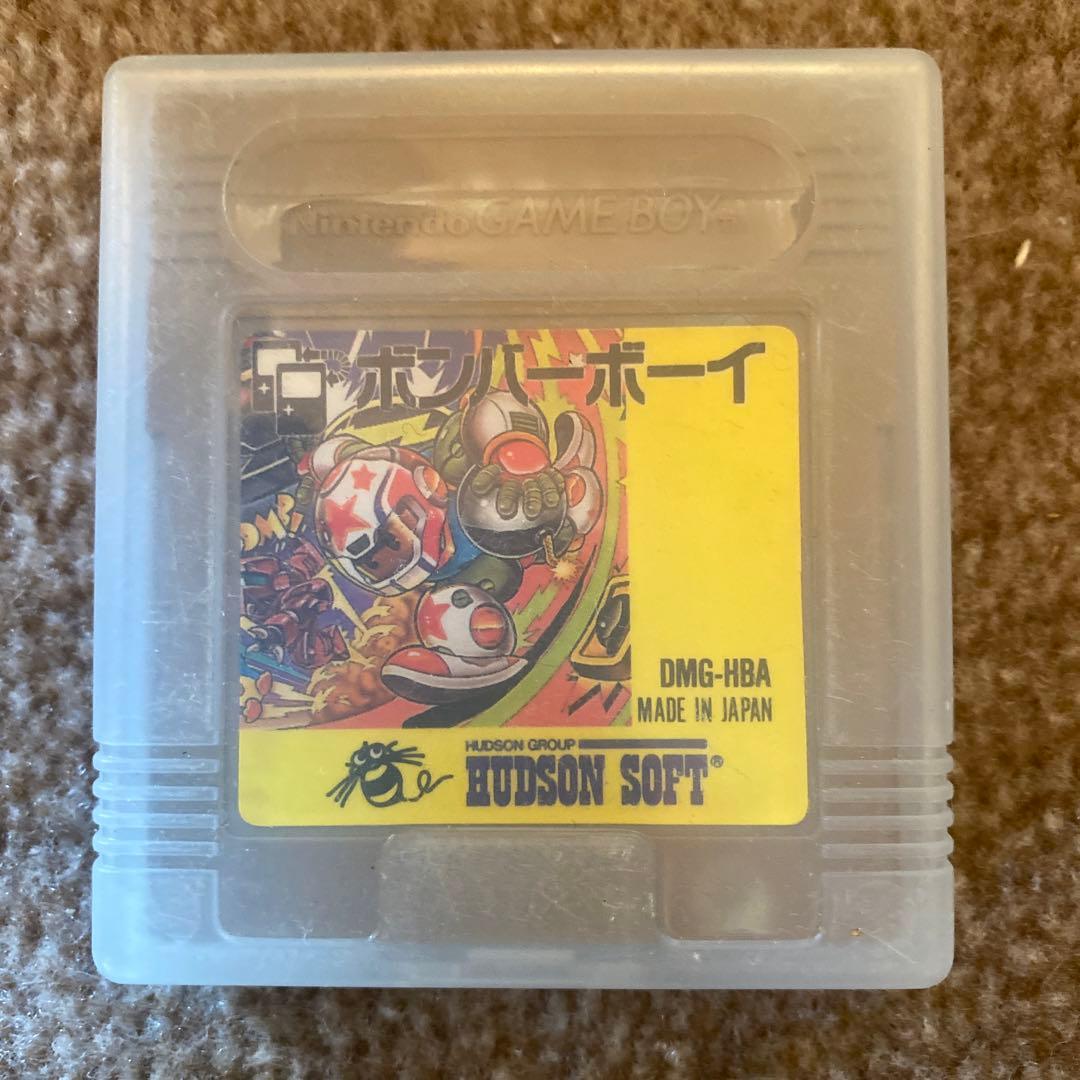 Nintendo GAME BOY
ボンバーボーイ
OMB!
DMG-HBA
MADE IN JAPAN
HUDSON GROUP
HUDSON SOFT®